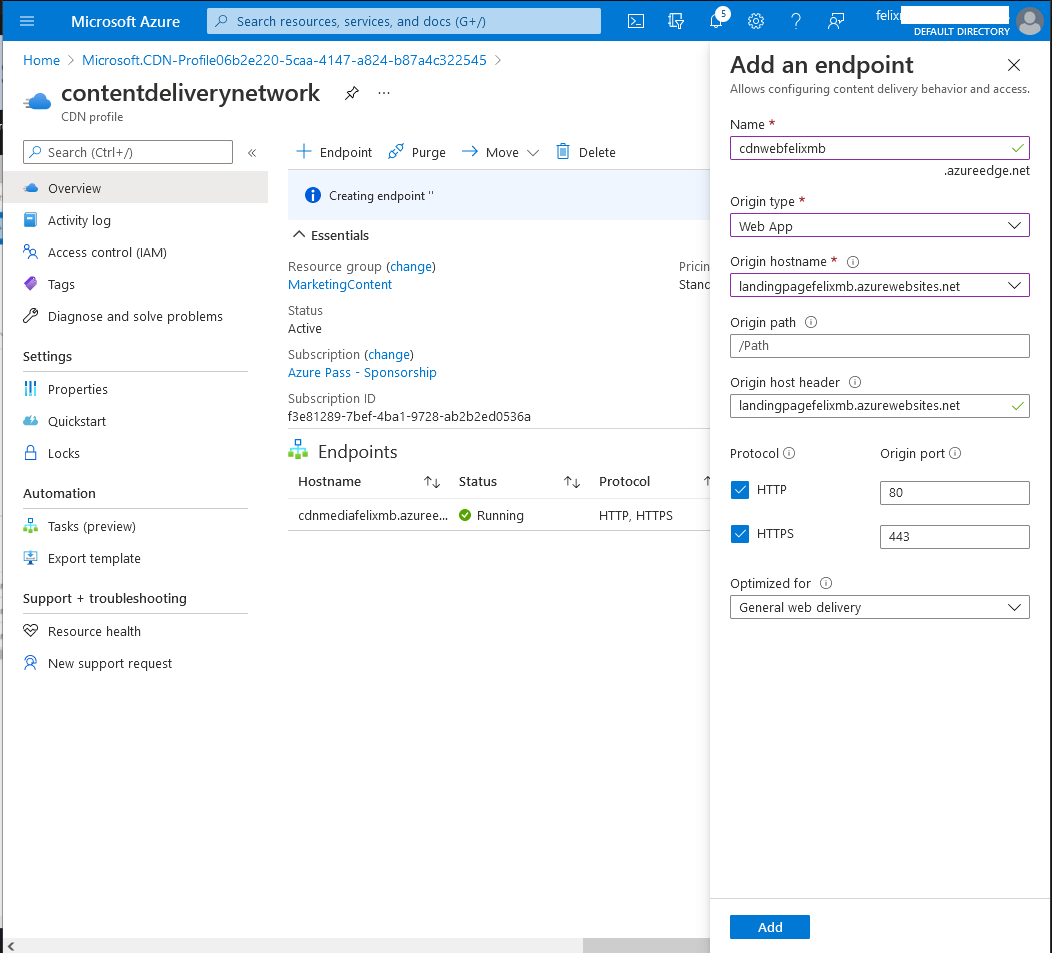 Microsoft Azure
Search resources, services, and docs (G+/)
5
DEFAULT DIRECTORY
Home
Microsoft.CDN-Profile06b2e220-5caa-4147-a824-b87a4c322545
contentdeliverynetwork
...
CDN profile
Search (Ctrl+/)
«
Overview
Activity log
Access control (IAM)
Tags
Diagnose and solve problems
Settings
Properties
Quickstart
Locks
Automation
Tasks (preview)
Export template
Support + troubleshooting
Resource health
New support request
Endpoint
Purge
Move
Delete
Creating endpoint ''
Essentials
Resource group (change)
MarketingContent
Status
Active
Subscription (change)
Azure Pass - Sponsorship
Subscription ID
f3e81289-7bef-4ba1-9728-ab2b2ed0536a
Pricin
Stand
Endpoints
Hostname Status Protocol
cdnmediafelixmb.azuree... Running HTTP, HTTPS
Add an endpoint
Allows configuring content delivery behavior and access.
Name *
cdnwebfelixmb
.azureedge.net
Origin type *
Web App
Origin hostname *
landingpagefelixmb.azurewebsites.net
Origin path
/Path
Origin host header
landingpagefelixmb.azurewebsites.net
Protocol Origin port
HTTP 80
HTTPS 443
Optimized for
General web delivery
Add